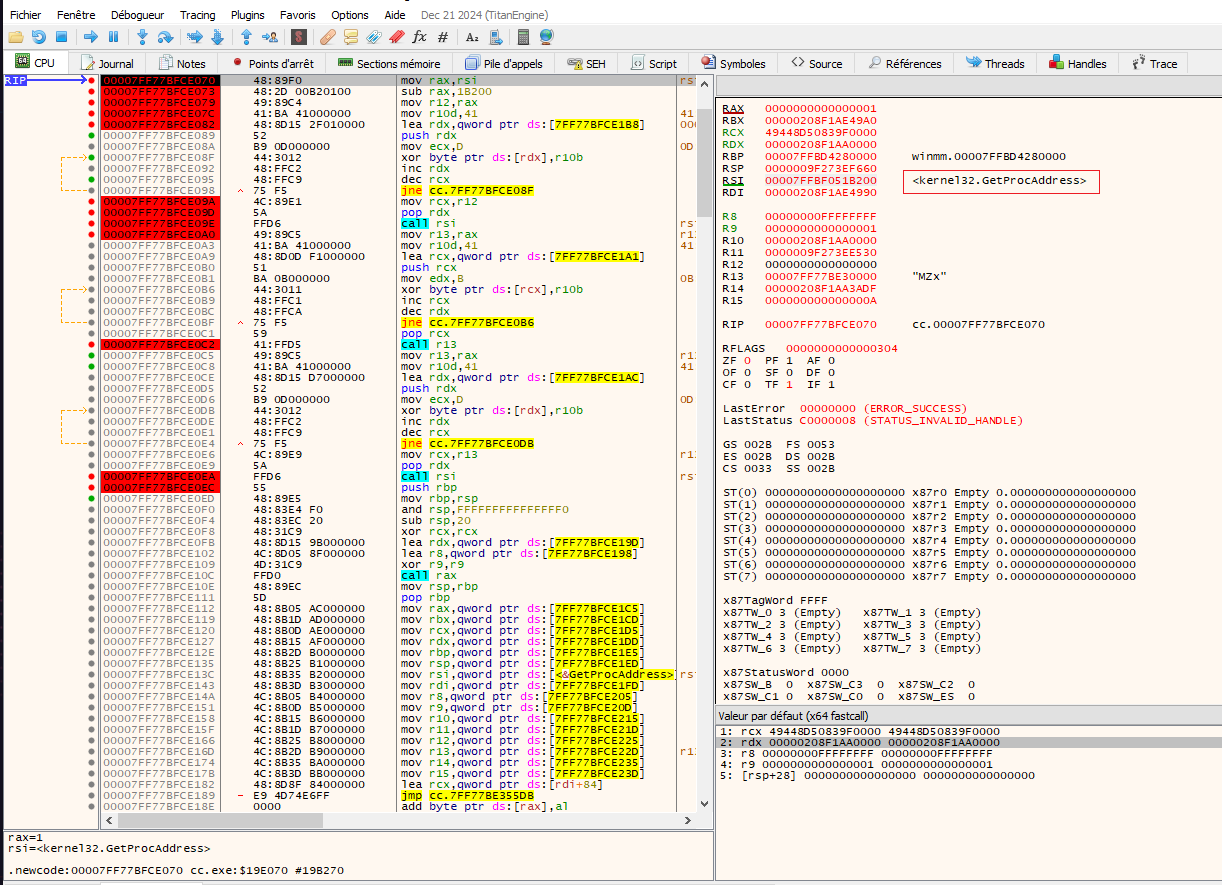 Fichier Fenêtre Débogueur Tracing Plugins Favoris Options Aide Dec 21 2024 (TitanEngine)
CPU Journal Notes Points d'arrêt Sections mémoire Pile d'appels SEH Script Symboles Source Références Threads Handles Trace
RIP
00007FF77BFCE070 48:89F0 mov rax,rsi
00007FF77BFCE073 48:2D 00B20100 sub rax,1B200
00007FF77BFCE079 49:89C4 mov r12,rax
00007FF77BFCE07C 41:BA 41000000 mov r10d,41 41
00007FF77BFCE082 48:8D15 2F010000 lea rdx,qword ptr ds:[7FF77BFCE1B8]
00007FF77BFCE089 52 push rdx
00007FF77BFCE08A B9 0D000000 mov ecx,D 0D
00007FF77BFCE08F 44:3012 xor byte ptr ds:[rdx],r10b
00007FF77BFCE092 48:FFC2 inc rdx
00007FF77BFCE095 48:FFC9 dec rcx
00007FF77BFCE098 75 F5 jne cc.7FF77BFCE08F
00007FF77BFCE09A 4C:89E1 mov rcx,r12
00007FF77BFCE09D 5A pop rdx
00007FF77BFCE09E FFD6 call rsi
00007FF77BFCE0A0 49:89C5 mov r13,rax
00007FF77BFCE0A3 41:BA 41000000 mov r10d,41 41
00007FF77BFCE0A9 48:8D0D F1000000 lea rcx,qword ptr ds:[7FF77BFCE1A1]
00007FF77BFCE0B0 51 push rcx
00007FF77BFCE0B1 BA 0B000000 mov edx,B 0B
00007FF77BFCE0B6 44:3011 xor byte ptr ds:[rcx],r10b
00007FF77BFCE0B9 48:FFC1 inc rcx
00007FF77BFCE0BC 48:FFCA dec rdx
00007FF77BFCE0BF 75 F5 jne cc.7FF77BFCE0B6
00007FF77BFCE0C1 59 pop rcx
00007FF77BFCE0C2 41:FFD5 call r13
00007FF77BFCE0C5 49:89C5 mov r13,rax
00007FF77BFCE0C8 41:BA 41000000 mov r10d,41 41
00007FF77BFCE0CE 48:8D15 D7000000 lea rdx,qword ptr ds:[7FF77BFCE1AC]
00007FF77BFCE0D5 52 push rdx
00007FF77BFCE0D6 B9 0D000000 mov ecx,D 0D
00007FF77BFCE0DB 44:3012 xor byte ptr ds:[rdx],r10b
00007FF77BFCE0DE 48:FFC2 inc rdx
00007FF77BFCE0E1 48:FFC9 dec rcx
00007FF77BFCE0E4 75 F5 jne cc.7FF77BFCE0DB
00007FF77BFCE0E6 4C:89E9 mov rcx,r13
00007FF77BFCE0E9 5A pop rdx
00007FF77BFCE0EA FFD6 call rsi
00007FF77BFCE0EC 55 push rbp
00007FF77BFCE0ED 48:89E5 mov rbp,rsp
00007FF77BFCE0F0 48:83E4 F0 and rsp,FFFFFFFFFFFFFFF0
00007FF77BFCE0F4 48:83EC 20 sub rsp,20
00007FF77BFCE0F8 48:31C9 xor rcx,rcx
00007FF77BFCE0FB 48:8D15 9B000000 lea rdx,qword ptr ds:[7FF77BFCE19D]
00007FF77BFCE102 4C:8D05 8F000000 lea r8,qword ptr ds:[7FF77BFCE198]
00007FF77BFCE109 4D:31C9 xor r9,r9
00007FF77BFCE10C FFD0 call rax
00007FF77BFCE10E 48:89EC mov rsp,rbp
00007FF77BFCE111 5D pop rbp
00007FF77BFCE112 48:8B05 AC000000 mov rax,qword ptr ds:[7FF77BFCE1C5]
00007FF77BFCE119 48:8B1D AD000000 mov rbx,qword ptr ds:[7FF77BFCE1CD]
00007FF77BFCE120 48:8B0D AE000000 mov rcx,qword ptr ds:[7FF77BFCE1D5]
00007FF77BFCE127 48:8B15 AF000000 mov rdx,qword ptr ds:[7FF77BFCE1DD]
00007FF77BFCE12E 48:8B2D B0000000 mov rbp,qword ptr ds:[7FF77BFCE1E5]
00007FF77BFCE135 48:8B25 B1000000 mov rsp,qword ptr ds:[7FF77BFCE1ED]
00007FF77BFCE13C 48:8B35 B2000000 mov rsi,qword ptr ds:[<&GetProcAddress>]
00007FF77BFCE143 48:8B3D B3000000 mov rdi,qword ptr ds:[7FF77BFCE1FD]
00007FF77BFCE14A 4C:8B05 B4000000 mov r8,qword ptr ds:[7FF77BFCE205]
00007FF77BFCE151 4C:8B0D B5000000 mov r9,qword ptr ds:[7FF77BFCE20D]
00007FF77BFCE158 4C:8B15 B6000000 mov r10,qword ptr ds:[7FF77BFCE215]
00007FF77BFCE15F 4C:8B1D B7000000 mov r11,qword ptr ds:[7FF77BFCE21D]
00007FF77BFCE166 4C:8B25 B8000000 mov r12,qword ptr ds:[7FF77BFCE225]
00007FF77BFCE16D 4C:8B2D B9000000 mov r13,qword ptr ds:[7FF77BFCE22D]
00007FF77BFCE174 4C:8B35 BA000000 mov r14,qword ptr ds:[7FF77BFCE235]
00007FF77BFCE17B 4C:8B3D BB000000 mov r15,qword ptr ds:[7FF77BFCE23D]
00007FF77BFCE182 48:8D8F 84000000 lea rcx,qword ptr ds:[rdi+84]
00007FF77BFCE189 E9 4D74E6FF jmp cc.7FF77BE355DB
00007FF77BFCE18E 0000 add byte ptr ds:[rax],al
rax=1
rsi=<kernel32.GetProcAddress>
.newcode:00007FF77BFCE070 cc.exe:$19E070 #19B270
RAX 0000000000000001
RBX 00000208F1AE49A0
RCX 49448D50839F0000
RDX 00000208F1AA0000
RBP 00007FFBD4280000 winmm.00007FFBD4280000
RSP 0000009F273EF660
RSI 00007FFBF051B200 <kernel32.GetProcAddress>
RDI 00000208F1AE4990
R8 00000000FFFFFFFF
R9 0000000000000001
R10 00000208F1AA0000
R11 0000009F273EE530
R12 0000000000000000
R13 00007FF77BE30000 "MZx"
R14 00000208F1AA3ADF
R15 000000000000000A
RIP 00007FF77BFCE070 cc.00007FF77BFCE070
RFLAGS 0000000000000304
ZF 0 PF 1 AF 0
OF 0 SF 0 DF 0
CF 0 TF 1 IF 1
LastError 00000000 (ERROR_SUCCESS)
LastStatus C0000008 (STATUS_INVALID_HANDLE)
GS 002B FS 0053
ES 002B DS 002B
CS 0033 SS 002B
ST(0) 00000000000000000000 x87r0 Empty 0.000000000000000000
ST(1) 00000000000000000000 x87r1 Empty 0.000000000000000000
ST(2) 00000000000000000000 x87r2 Empty 0.000000000000000000
ST(3) 00000000000000000000 x87r3 Empty 0.000000000000000000
ST(4) 00000000000000000000 x87r4 Empty 0.000000000000000000
ST(5) 00000000000000000000 x87r5 Empty 0.000000000000000000
ST(6) 00000000000000000000 x87r6 Empty 0.000000000000000000
ST(7) 00000000000000000000 x87r7 Empty 0.000000000000000000
x87TagWord FFFF
x87TW_0 3 (Empty) x87TW_1 3 (Empty)
x87TW_2 3 (Empty) x87TW_3 3 (Empty)
x87TW_4 3 (Empty) x87TW_5 3 (Empty)
x87TW_6 3 (Empty) x87TW_7 3 (Empty)
x87StatusWord 0000
x87SW_B 0 x87SW_C3 0 x87SW_C2 0
x87SW_C1 0 x87SW_C0 0 x87SW_ES 0
Valeur par défaut (x64 fastcall)
1: rcx 49448D50839F0000 49448D50839F0000
2: rdx 00000208F1AA0000 00000208F1AA0000
3: r8 00000000FFFFFFFF 00000000FFFFFFFF
4: r9 0000000000000001 0000000000000001
5: [rsp+28] 0000000000000000 0000000000000000